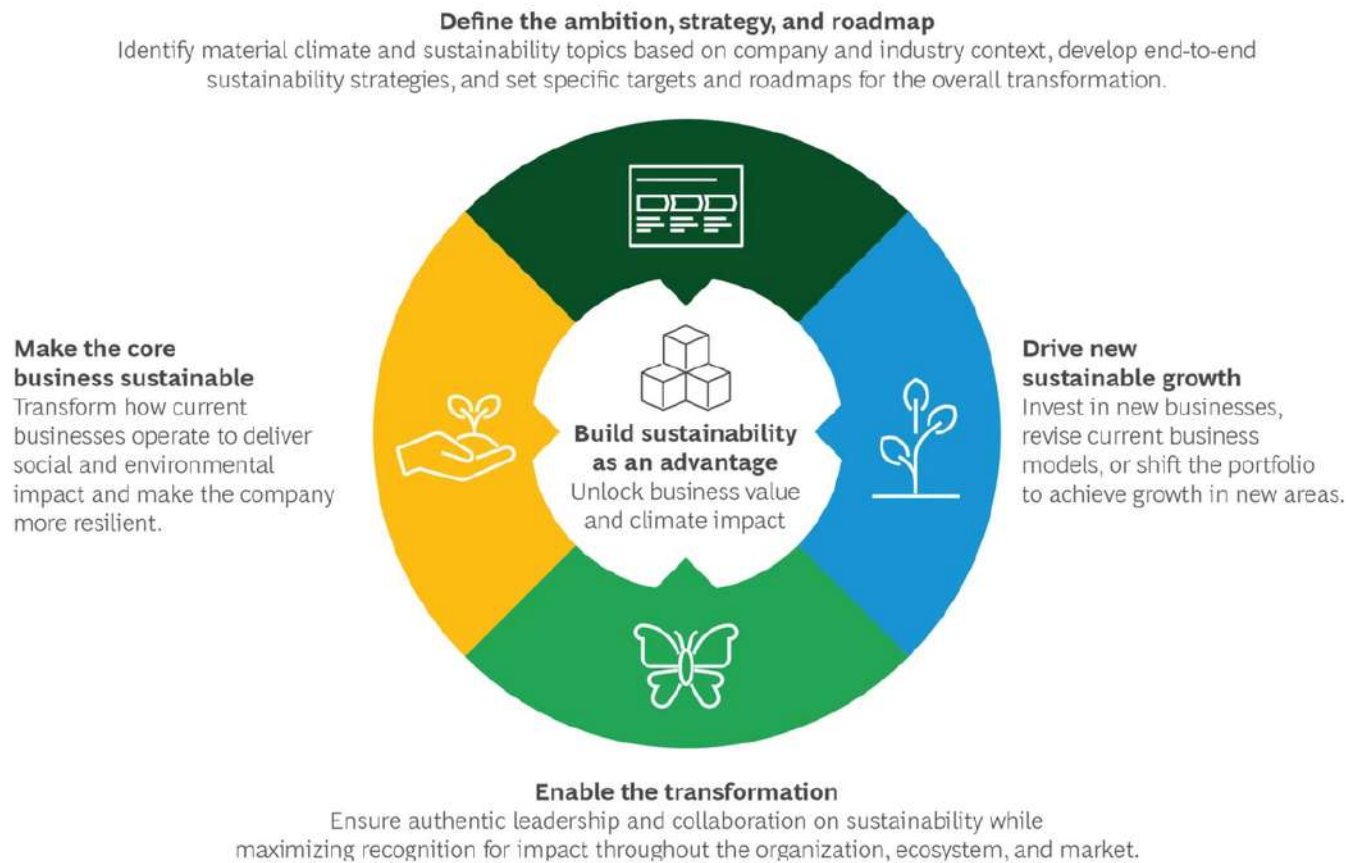 Define the ambition, strategy, and roadmap
Identify material climate and sustainability topics based on company and industry context, develop end-to-end
sustainability strategies, and set specific targets and roadmaps for the overall transformation.
Make the core
business sustainable
Transform how current
businesses operate to deliver
social and environmental
impact and make the company
more resilient.
Build sustainability
as an advantage
Unlock business value
and climate impact
Drive new
sustainable growth
Invest in new businesses,
revise current business
models, or shift the portfolio
to achieve growth in new areas.
Enable the transformation
Ensure authentic leadership and collaboration on sustainability while
maximizing recognition for impact throughout the organization, ecosystem, and market.